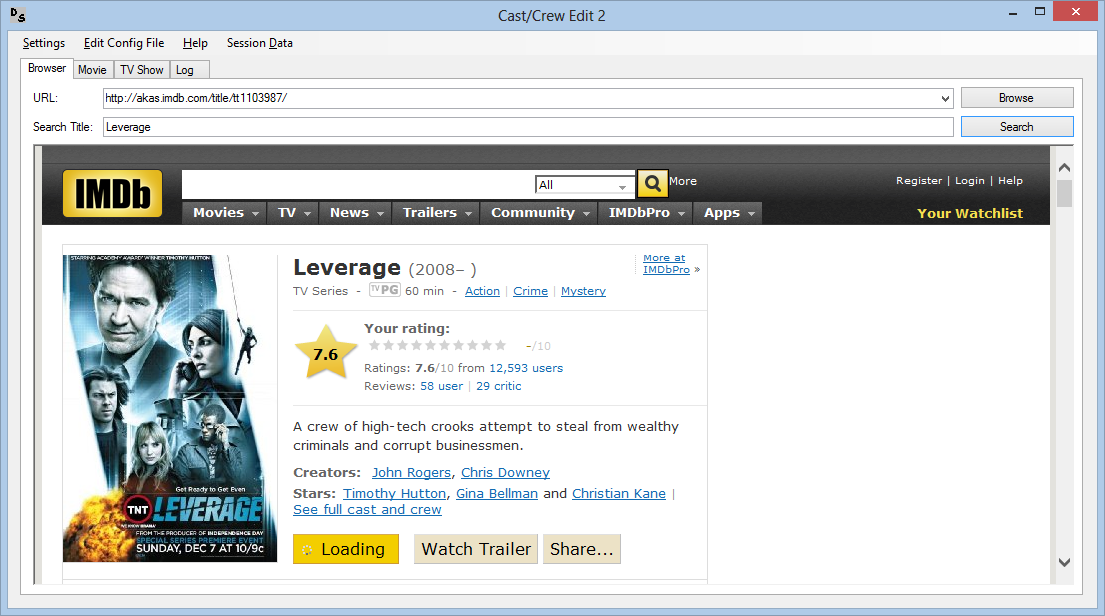 DS
Cast/Crew Edit 2
Settings Edit Config File Help Session Data
Browser Movie TV Show Log
URL: http://akas.imdb.com/title/tt1103987/ Browse
Search Title: Leverage Search
IMDb All More Register | Login | Help
Movies TV News Trailers Community IMDbPro Apps Your Watchlist
STARRING ACADEMY AWARD® WINNER TIMOTHY HUTTON
Get Ready to Get Even
TNT LEVERAGE
WE KNOW DRAMA
FROM THE PRODUCER OF INDEPENDENCE DAY
SPECIAL SERIES PREMIERE EVENT
SUNDAY, DEC 7 AT 10/9c
Leverage (2008– )
More at
IMDbPro »
TV Series - TV PG 60 min - Action | Crime | Mystery
7.6
Your rating:
-/10
Ratings: 7.6/10 from 12,593 users
Reviews: 58 user | 29 critic
A crew of high-tech crooks attempt to steal from wealthy
criminals and corrupt businessmen.
Creators: John Rogers, Chris Downey
Stars: Timothy Hutton, Gina Bellman and Christian Kane |
See full cast and crew
Loading Watch Trailer Share...